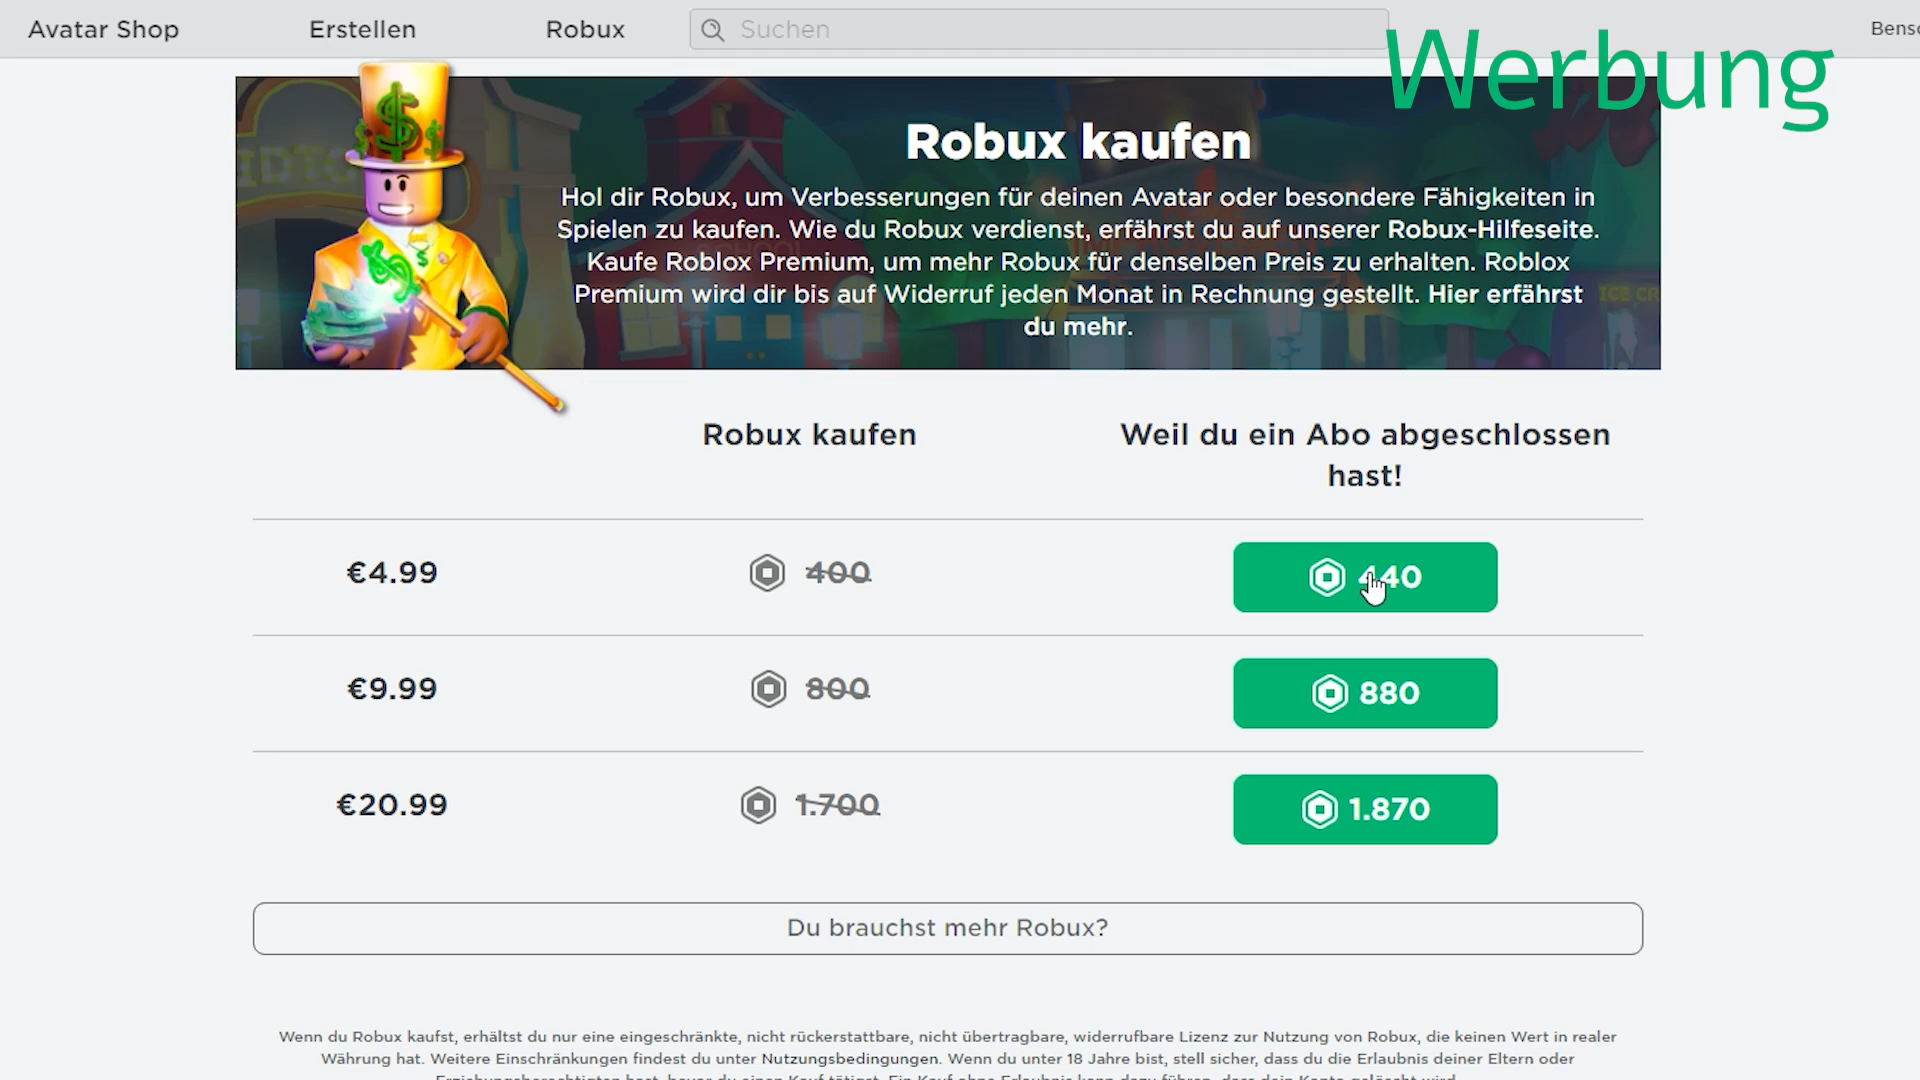 Avatar Shop Erstellen Robux Suchen
Werbung
Robux kaufen
Hol dir Robux, um Verbesserungen für deinen Avatar oder besondere Fähigkeiten in
Spielen zu kaufen. Wie du Robux verdienst, erfährst du auf unserer Robux-Hilfeseite.
Kaufe Roblox Premium, um mehr Robux für denselben Preis zu erhalten. Roblox
Premium wird dir bis auf Widerruf jeden Monat in Rechnung gestellt. Hier erfährst
du mehr.
Robux kaufen
Weil du ein Abo abgeschlossen
hast!
€4.99 400 440
€9.99 800 880
€20.99 1.700 1.870
Du brauchst mehr Robux?
Wenn du Robux kaufst, erhältst du nur eine eingeschränkte, nicht rückerstattbare, nicht übertragbare, widerrufbare Lizenz zur Nutzung von Robux, die keinen Wert in realer
Währung hat. Weitere Einschränkungen findest du unter Nutzungsbedingungen. Wenn du unter 18 Jahre bist, stell sicher, dass du die Erlaubnis deiner Eltern oder